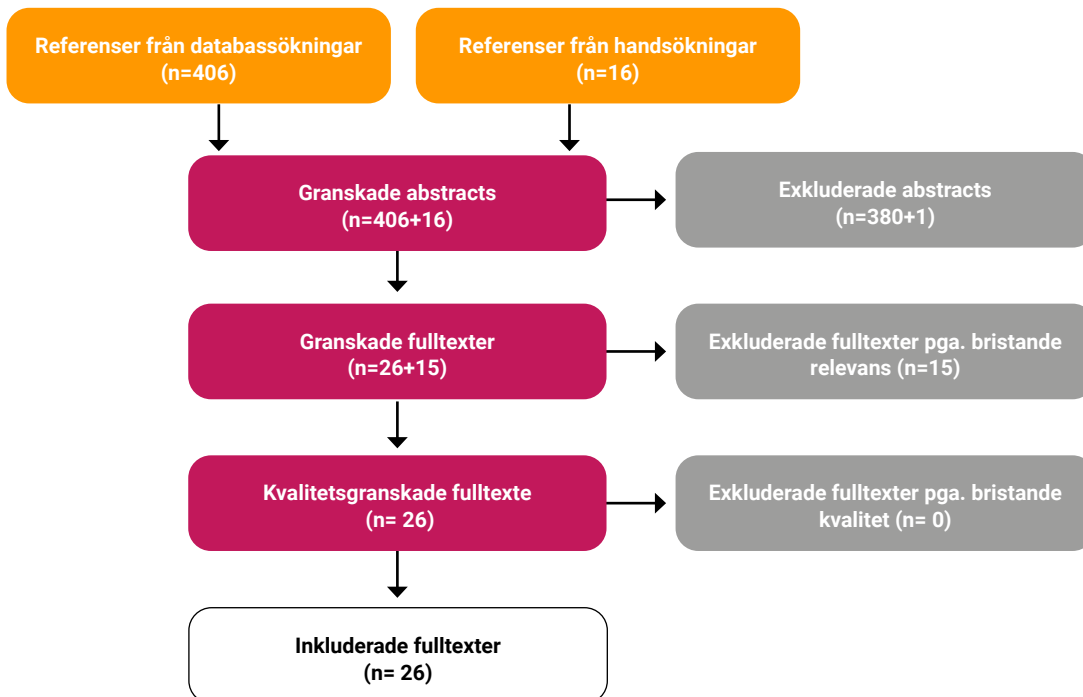 Referenser från databassökningar
(n=406)
Referenser från handsökningar
(n=16)
Granskade abstracts
(n=406+16)
Exkluderade abstracts
(n=380+1)
Granskade fulltexter
(n=26+15)
Exkluderade fulltexter pga. bristande
relevans (n=15)
Kvalitetsgranskade fulltexte
(n= 26)
Exkluderade fulltexter pga. bristande
kvalitet (n= 0)
Inkluderade fulltexter
(n= 26)